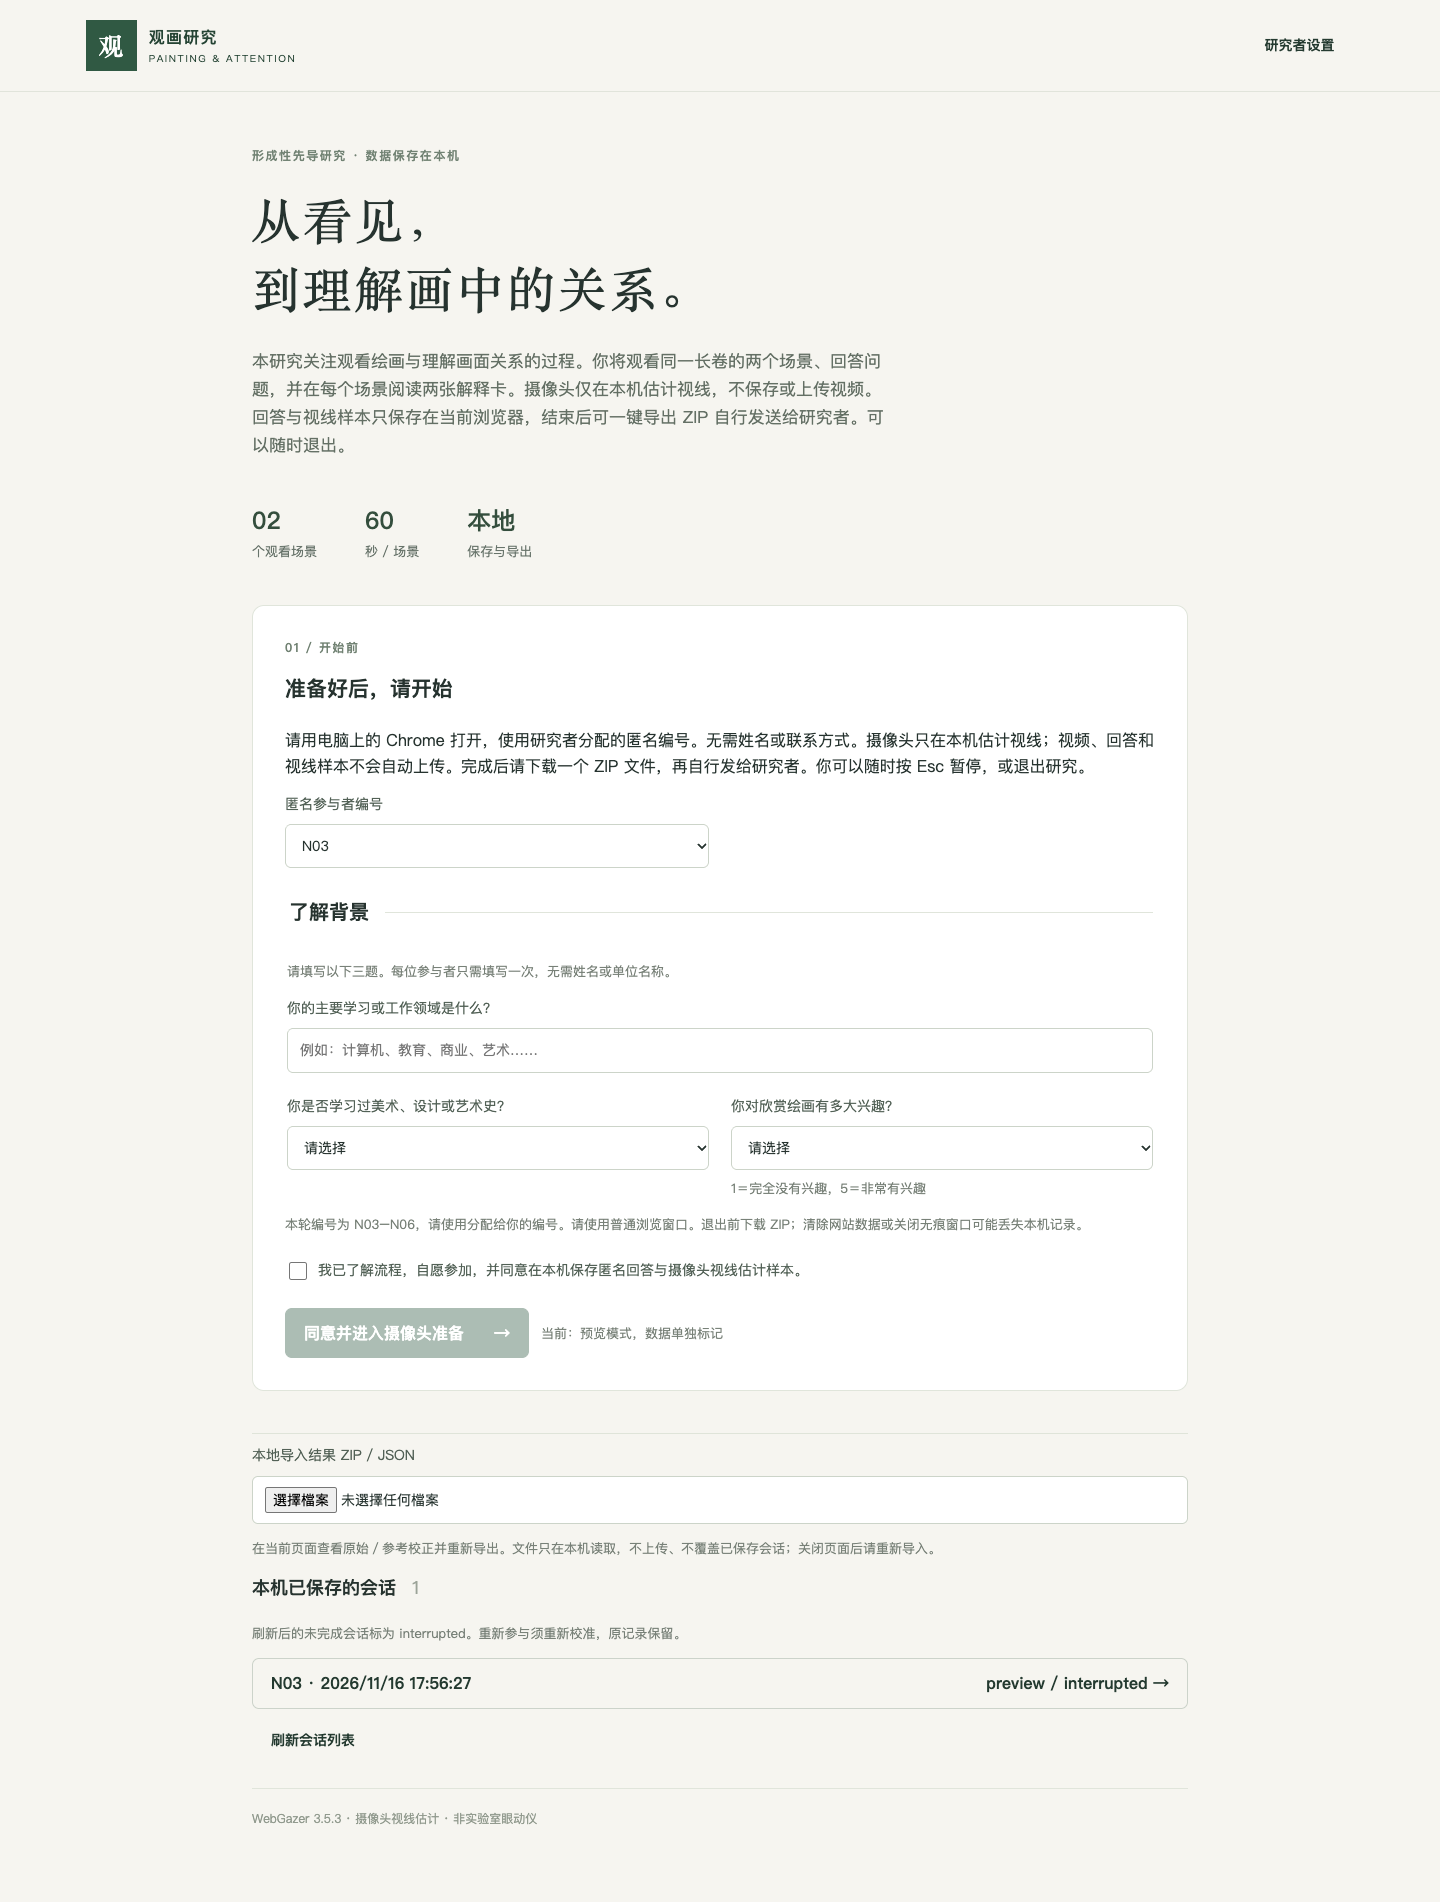 观
观画研究
PAINTING & ATTENTION
研究者设置
形成性先导研究 · 数据保存在本机
从看见，
到理解画中的关系。
本研究关注观看绘画与理解画面关系的过程。你将观看同一长卷的两个场景、回答问
题，并在每个场景阅读两张解释卡。摄像头仅在本机估计视线，不保存或上传视频。
回答与视线样本只保存在当前浏览器，结束后可一键导出 ZIP 自行发送给研究者。可
以随时退出。
02
60
本地
个观看场景
秒 / 场景
保存与导出
01 / 开始前
准备好后，请开始
请用电脑上的 Chrome 打开，使用研究者分配的匿名编号。无需姓名或联系方式。摄像头只在本机估计视线；视频、回答和
视线样本不会自动上传。完成后请下载一个 ZIP 文件，再自行发给研究者。你可以随时按 Esc 暂停，或退出研究。
匿名参与者编号
N03
了解背景
请填写以下三题。每位参与者只需填写一次，无需姓名或单位名称。
你的主要学习或工作领域是什么？
例如：计算机、教育、商业、艺术……
你是否学习过美术、设计或艺术史？
你对欣赏绘画有多大兴趣？
请选择
请选择
1＝完全没有兴趣，5＝非常有兴趣
本轮编号为 N03—N06，请使用分配给你的编号。请使用普通浏览窗口。退出前下载 ZIP；清除网站数据或关闭无痕窗口可能丢失本机记录。
我已了解流程，自愿参加，并同意在本机保存匿名回答与摄像头视线估计样本。
同意并进入摄像头准备 →
当前：预览模式，数据单独标记
本地导入结果 ZIP / JSON
選擇檔案 未選擇任何檔案
在当前页面查看原始 / 参考校正并重新导出。文件只在本机读取，不上传、不覆盖已保存会话；关闭页面后请重新导入。
本机已保存的会话 1
刷新后的未完成会话标为 interrupted。重新参与须重新校准，原记录保留。
N03 · 2026/11/16 17:56:27
preview / interrupted →
刷新会话列表
WebGazer 3.5.3 · 摄像头视线估计 · 非实验室眼动仪